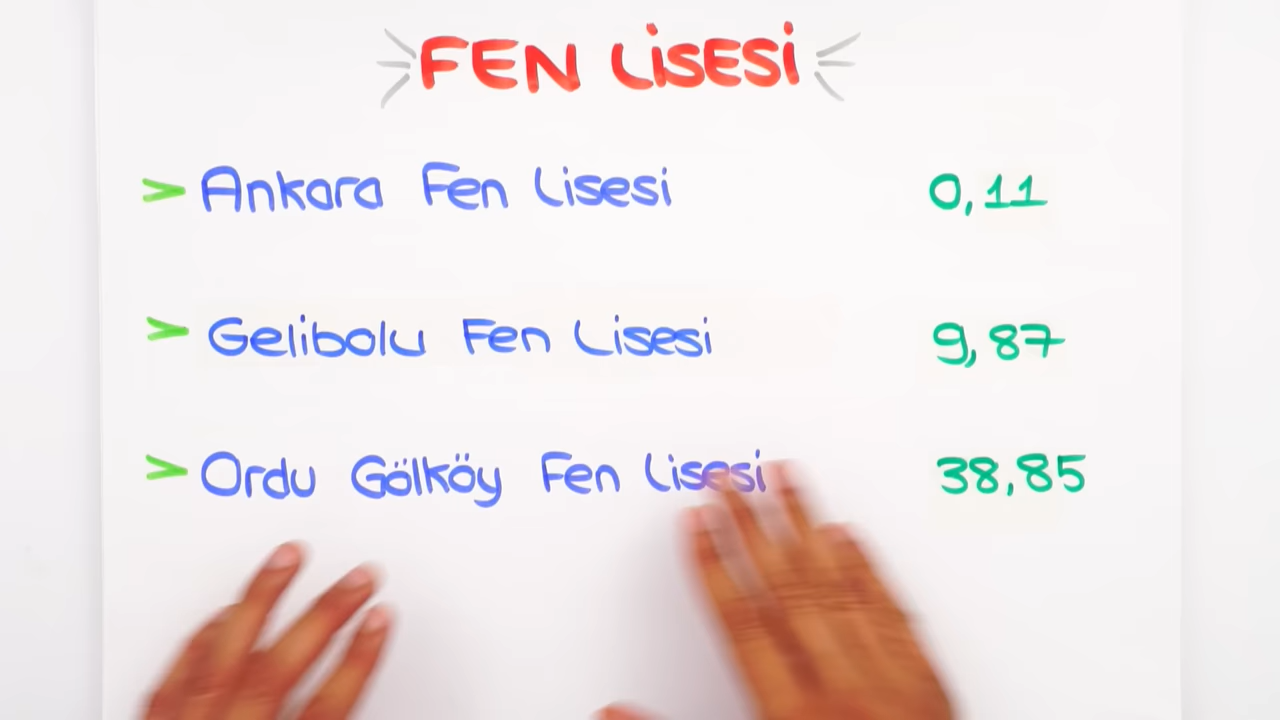 FEN LİSESİ
> Ankara Fen Lisesi 0,11
> Gelibolu Fen Lisesi 9,87
> Ordu Gölköy Fen Lisesi 38,85